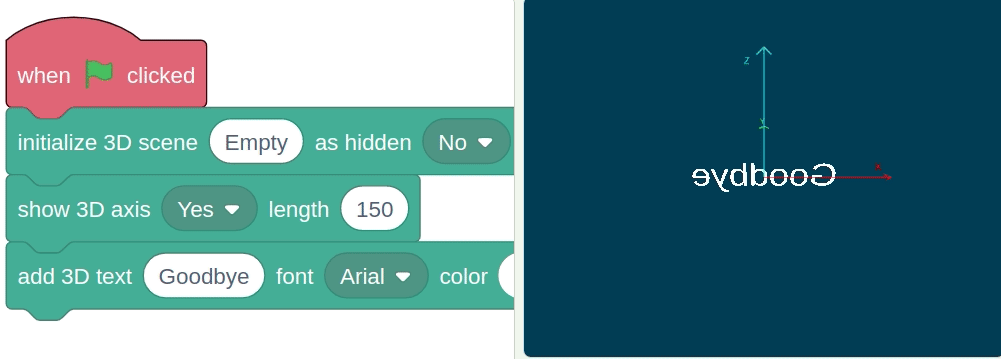 when clicked
initialize 3D scene Empty as hidden No
show 3D axis Yes length 150
add 3D text Goodbye font Arial color
z
Y
Goodbye